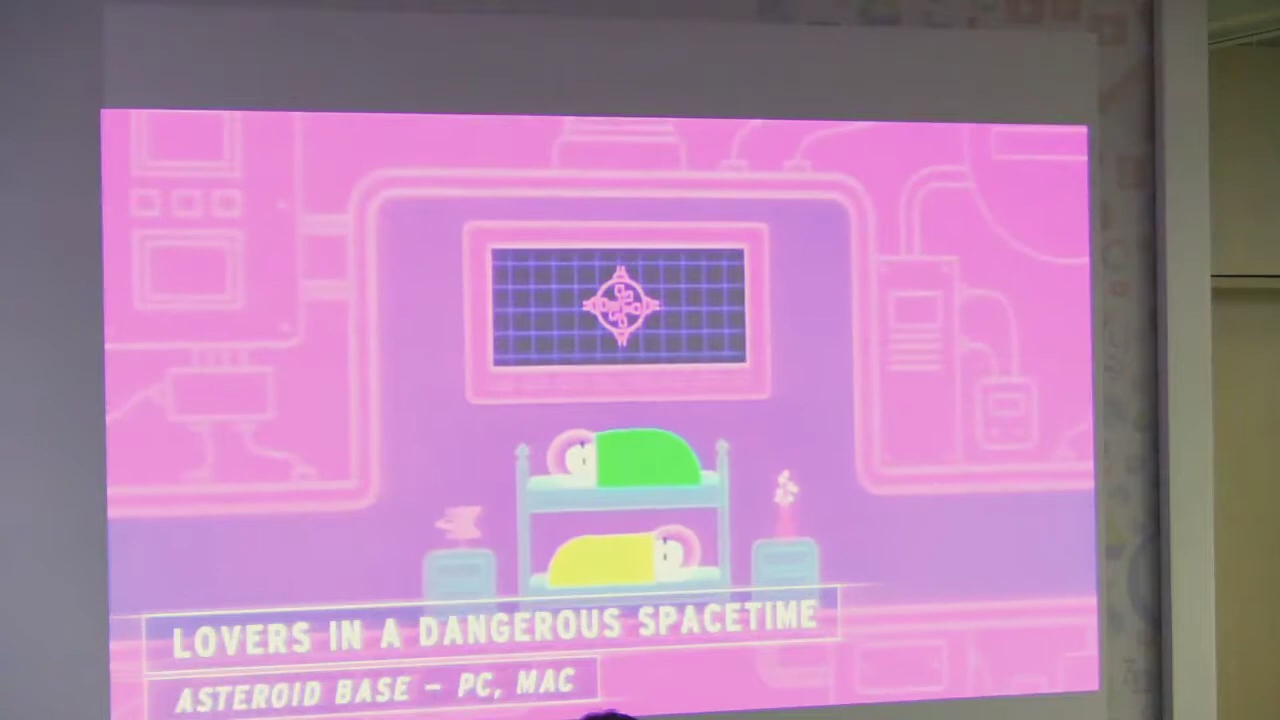 LOVERS IN A DANGEROUS SPACETIME
ASTEROID BASE – PC, MAC